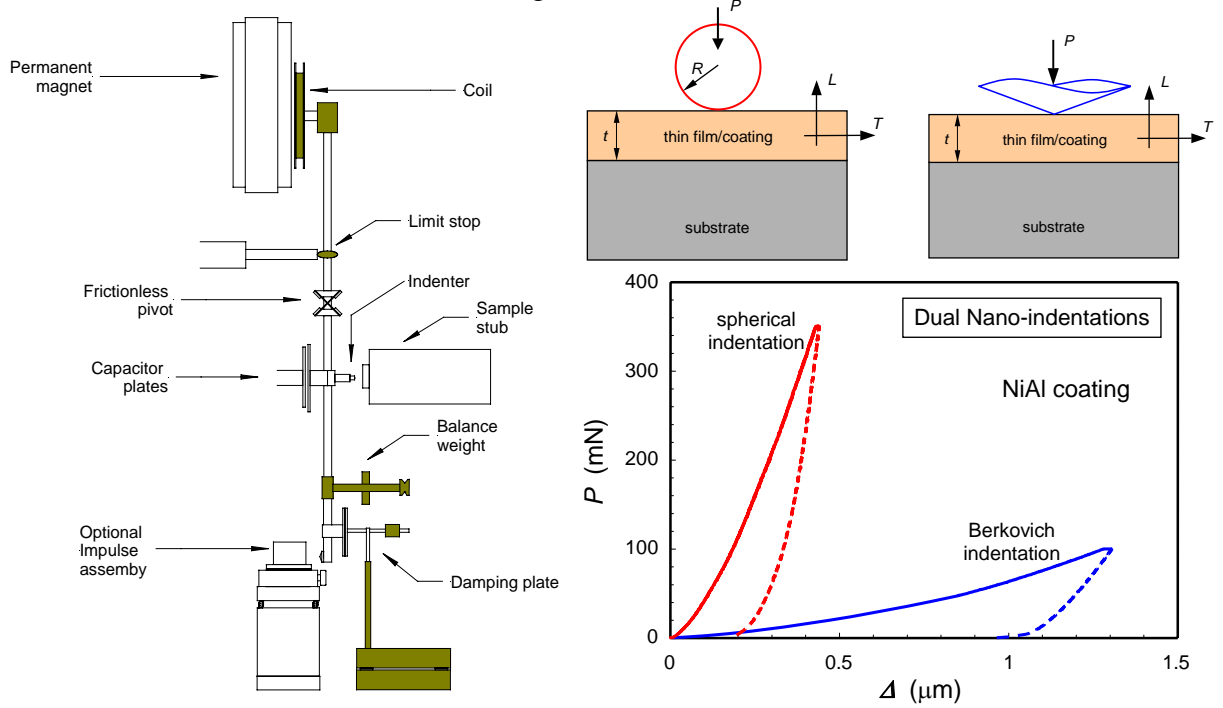 Permanent
magnet
Coil
Limit stop
Frictionless
pivot
Indenter
Sample
stub
Capacitor
plates
Balance
weight
Optional
Impulse
assemby
Damping plate
P
R
L
T
t
thin film/coating
substrate
P
L
T
t
thin film/coating
substrate
400
300
200
100
0
P (mN)
spherical
indentation
Dual Nano-indentations
NiAl coating
Berkovich
indentation
0
0.5
1
1.5
Δ (μm)